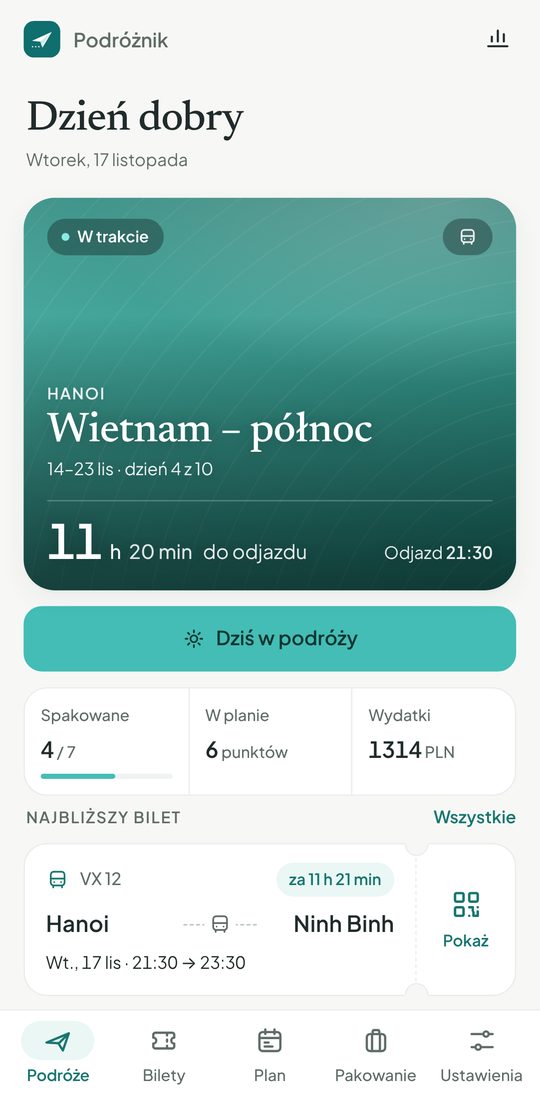 Podróżnik
Dzień dobry
Wtorek, 17 listopada
W trakcie
HANOI
Wietnam – północ
14–23 lis · dzień 4 z 10
11 h 20 min do odjazdu
Odjazd 21:30
Dziś w podróży
Spakowane
4 / 7
W planie
6 punktów
Wydatki
1314 PLN
NAJBLIŻSZY BILET
Wszystkie
VX 12
za 11 h 21 min
Hanoi
Ninh Binh
Wt., 17 lis · 21:30 → 23:30
Pokaż
Podróże
Bilety
Plan
Pakowanie
Ustawienia